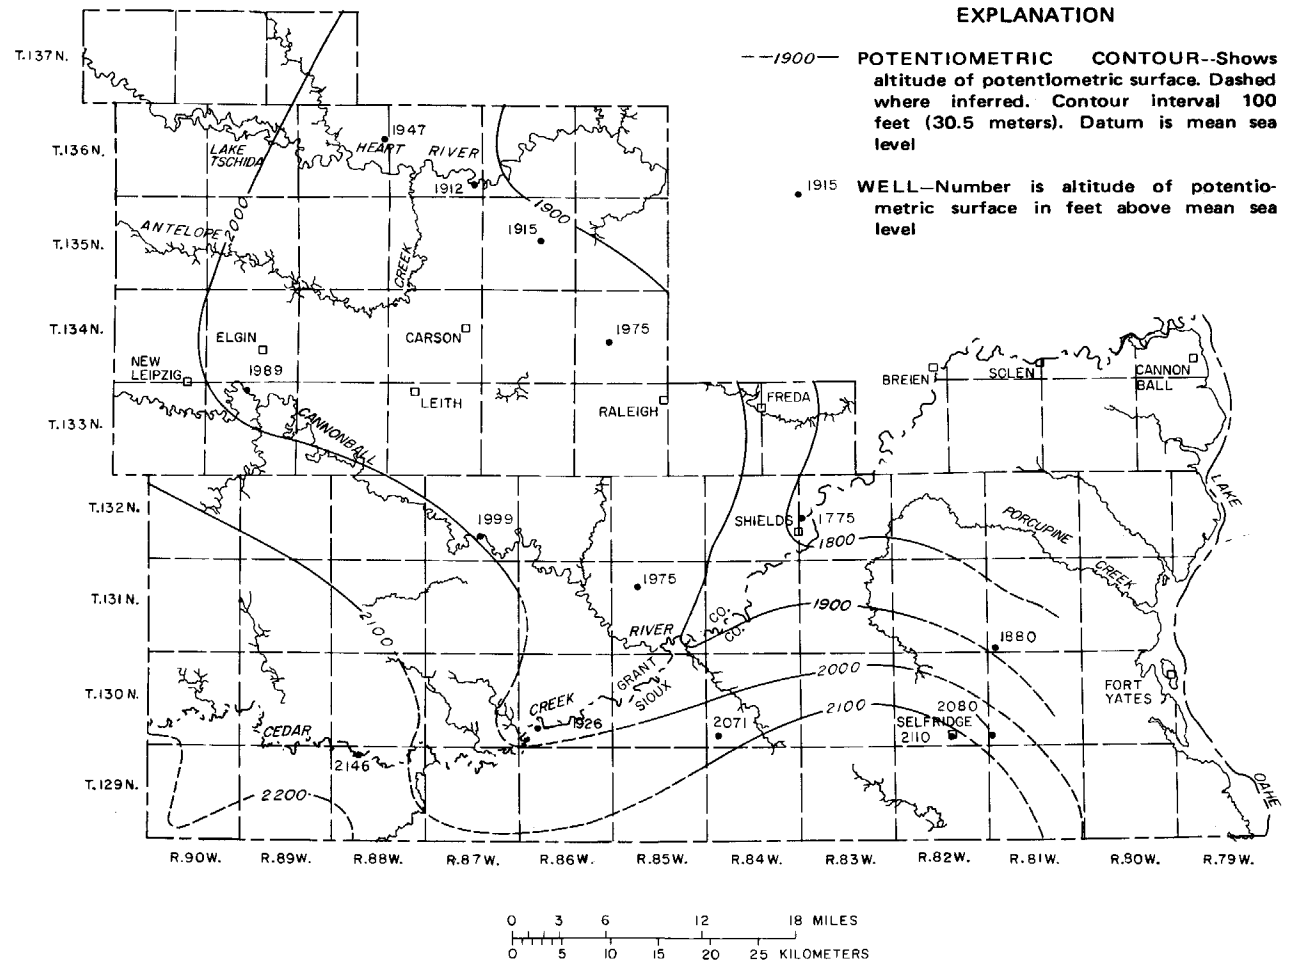 EXPLANATION
—1900— POTENTIOMETRIC CONTOUR--Shows
altitude of potentiometric surface. Dashed
where inferred. Contour interval 100
feet (30.5 meters). Datum is mean sea
level
1915 WELL—Number is altitude of potentio-
metric surface in feet above mean sea
level
T.137N.
T.136N.
LAKE
TSCHIDA
1947
HEART RIVER
1912
2000
ANTELOPE
CREEK
1900
1915
T.135N.
T.134N.
ELGIN
CARSON
1975
NEW
LEIPZIG
1989
LEITH
RALEIGH
FREDA
BREIEN
SOLEN
CANNON
BALL
T.133N.
CANNONBALL
T.132N.
1999
SHIELDS
1775
1800
PORCUPINE
CREEK
LAKE
T.131N.
2100
1975
RIVER
GRANT CO.
SIOUX CO.
1900
1880
T.130N.
CREEK
CEDAR
1926
2000
2100
2071
2080
SELFRIDGE
2110
FORT
YATES
2146
T.129N.
2200
OAHE
R.90W. R.89W. R.88W. R.87W. R.86W. R.85W. R.84W. R.83W. R.82W. R.81W. R.90W. R.79W.
0 3 6 12 18 MILES
0 5 10 15 20 25 KILOMETERS